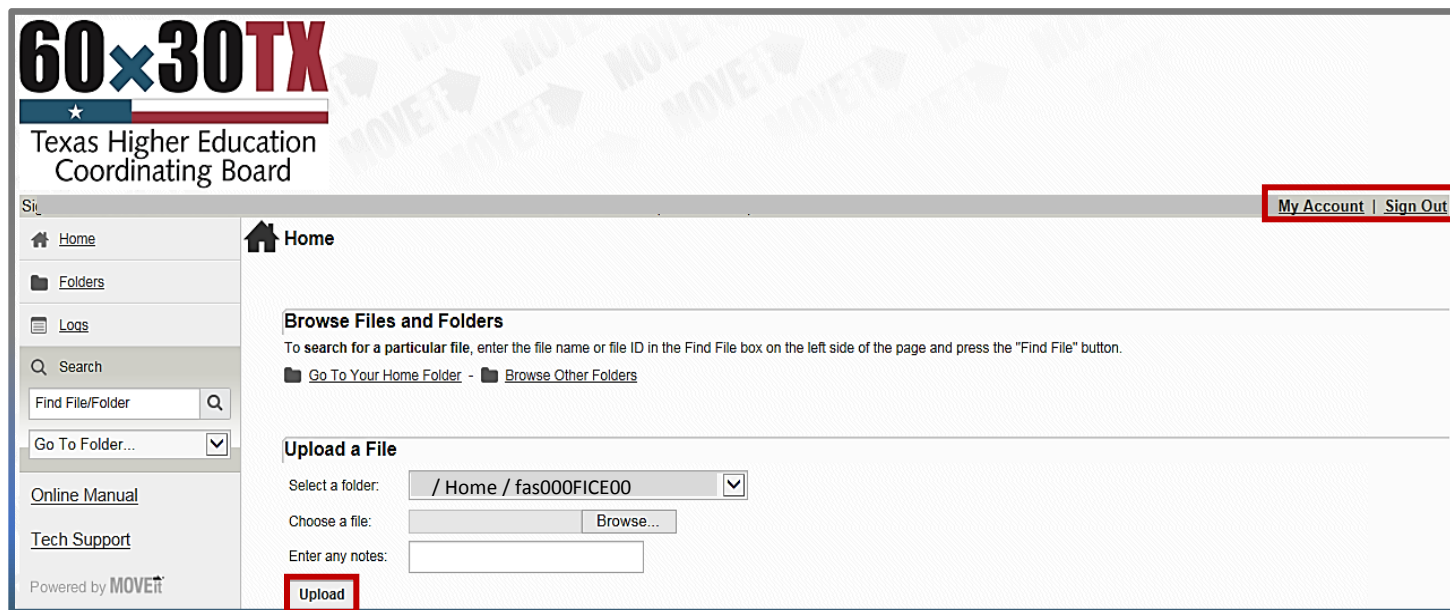 60x30TX
Texas Higher Education
Coordinating Board
My Account | Sign Out
Home
Home
Folders
Logs
Browse Files and Folders
To search for a particular file, enter the file name or file ID in the Find File box on the left side of the page and press the "Find File" button.
Search
Go To Your Home Folder - Browse Other Folders
Find File/Folder
Go To Folder...
Upload a File
Select a folder: / Home / fas000FICE00
Online Manual
Choose a file: Browse...
Tech Support
Enter any notes:
Powered by MOVEit
Upload